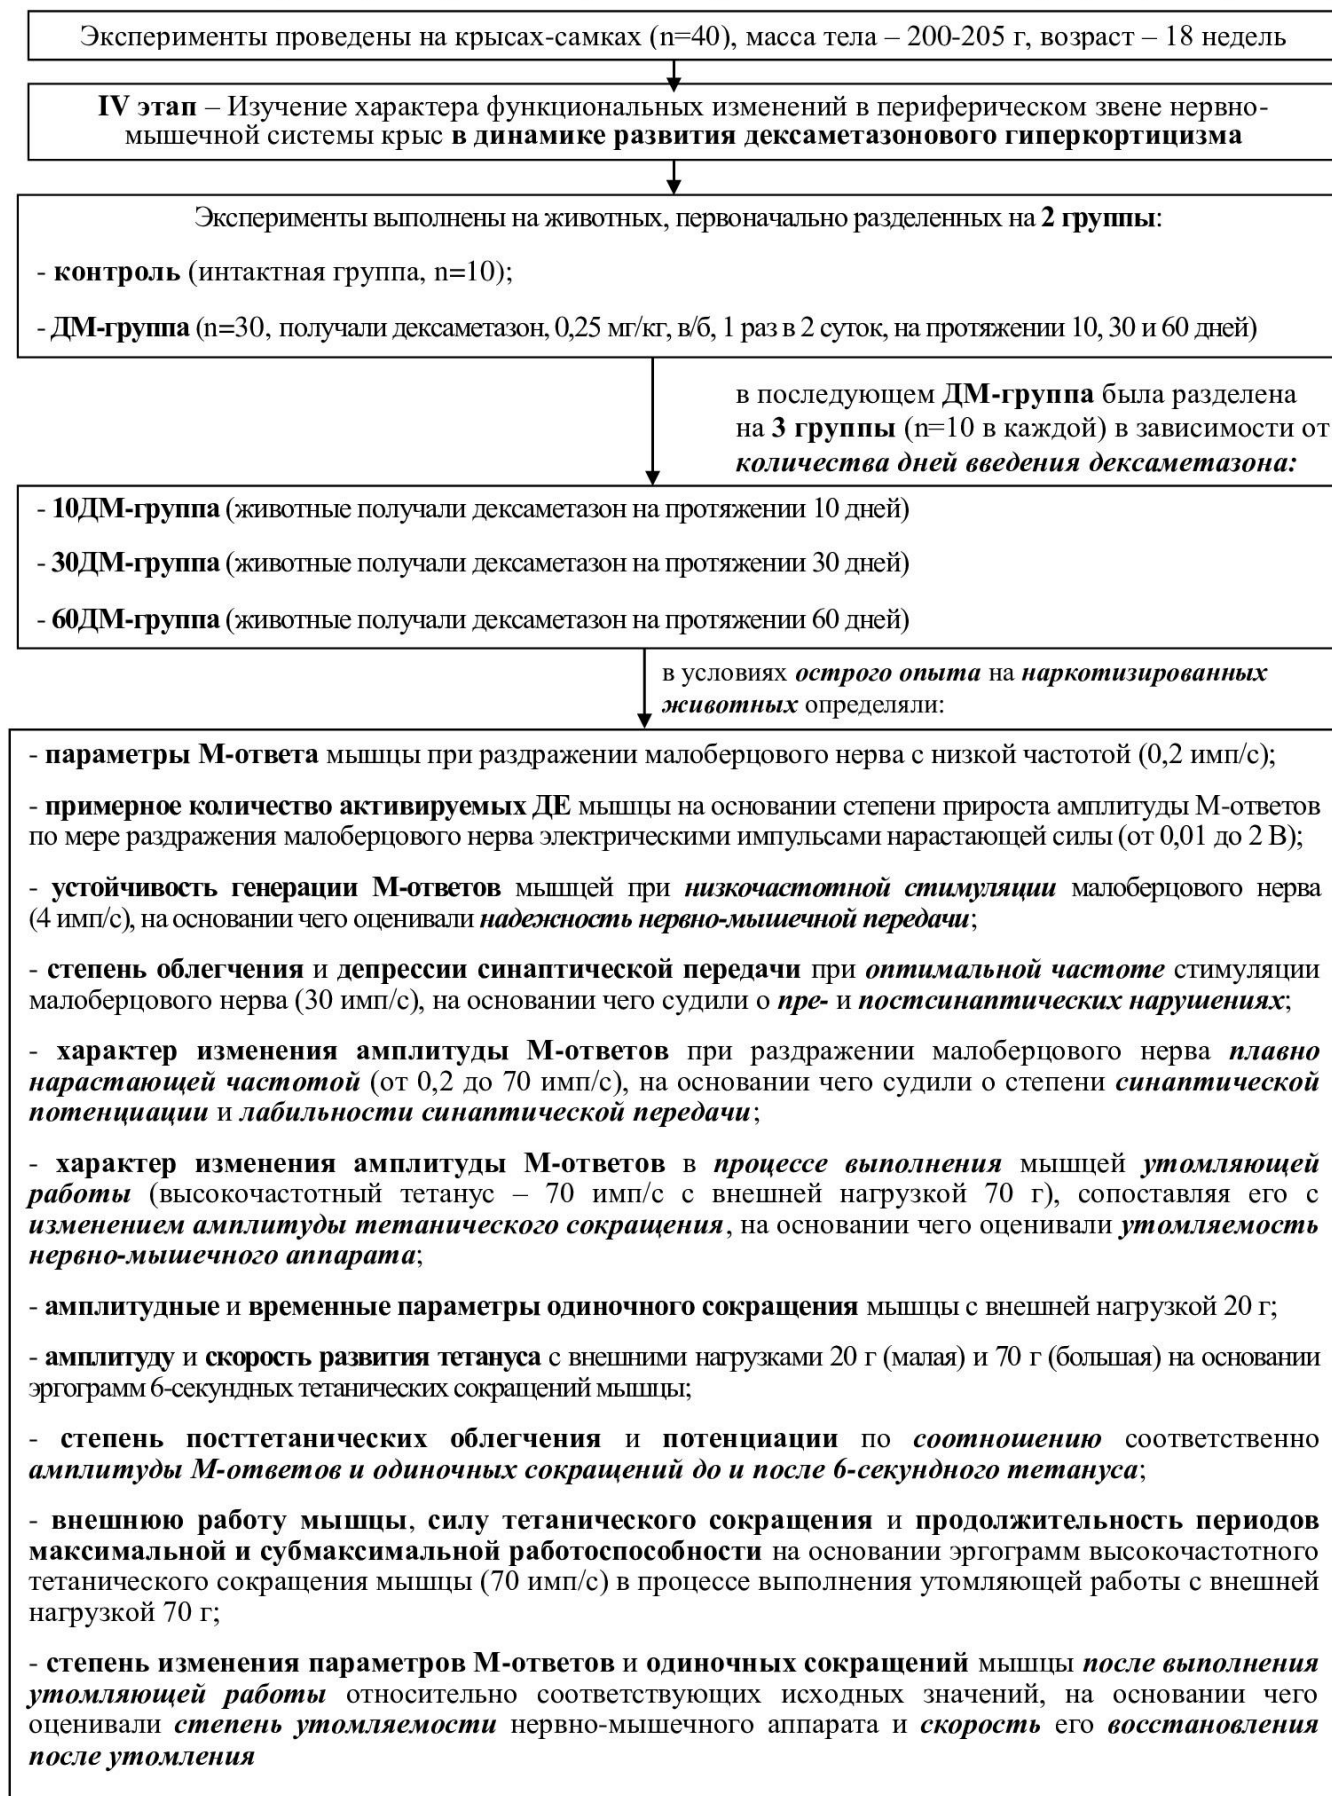 Эксперименты проведены на крысах-самках (n=40), масса тела – 200-205 г, возраст – 18 недель
IV этап – Изучение характера функциональных изменений в периферическом звене нервно-
мышечной системы крыс в динамике развития дексаметазонового гиперкортицизма
Эксперименты выполнены на животных, первоначально разделенных на 2 группы:
- контроль (интактная группа, n=10);
- ДМ-группа (n=30, получали дексаметазон, 0,25 мг/кг, в/б, 1 раз в 2 суток, на протяжении 10, 30 и 60 дней)
в последующем ДМ-группа была разделена
на 3 группы (n=10 в каждой) в зависимости от
количества дней введения дексаметазона:
- 10ДМ-группа (животные получали дексаметазон на протяжении 10 дней)
- 30ДМ-группа (животные получали дексаметазон на протяжении 30 дней)
- 60ДМ-группа (животные получали дексаметазон на протяжении 60 дней)
в условиях острого опыта на наркотизированных
животных определяли:
- параметры М-ответа мышцы при раздражении малоберцового нерва с низкой частотой (0,2 имп/с);
- примерное количество активируемых ДЕ мышцы на основании степени прироста амплитуды М-ответов
по мере раздражения малоберцового нерва электрическими импульсами нарастающей силы (от 0,01 до 2 В);
- устойчивость генерации М-ответов мышцей при низкочастотной стимуляции малоберцового нерва
(4 имп/с), на основании чего оценивали надежность нервно-мышечной передачи;
- степень облегчения и депрессии синаптической передачи при оптимальной частоте стимуляции
малоберцового нерва (30 имп/с), на основании чего судили о пре- и постсинаптических нарушениях;
- характер изменения амплитуды М-ответов при раздражении малоберцового нерва плавно
нарастающей частотой (от 0,2 до 70 имп/с), на основании чего судили о степени синаптической
потенциации и лабильности синаптической передачи;
- характер изменения амплитуды М-ответов в процессе выполнения мышцей утомляющей
работы (высокочастотный тетанус – 70 имп/с с внешней нагрузкой 70 г), сопоставляя его с
изменением амплитуды тетанического сокращения, на основании чего оценивали утомляемость
нервно-мышечного аппарата;
- амплитудные и временные параметры одиночного сокращения мышцы с внешней нагрузкой 20 г;
- амплитуду и скорость развития тетануса с внешними нагрузками 20 г (малая) и 70 г (большая) на основании
эргограмм 6-секундных тетанических сокращений мышцы;
- степень посттетанических облегчения и потенциации по соотношению соответственно
амплитуды М-ответов и одиночных сокращений до и после 6-секундного тетануса;
- внешнюю работу мышцы, силу тетанического сокращения и продолжительность периодов
максимальной и субмаксимальной работоспособности на основании эргограмм высокочастотного
тетанического сокращения мышцы (70 имп/с) в процессе выполнения утомляющей работы с внешней
нагрузкой 70 г;
- степень изменения параметров М-ответов и одиночных сокращений мышцы после выполнения
утомляющей работы относительно соответствующих исходных значений, на основании чего
оценивали степень утомляемости нервно-мышечного аппарата и скорость его восстановления
после утомления